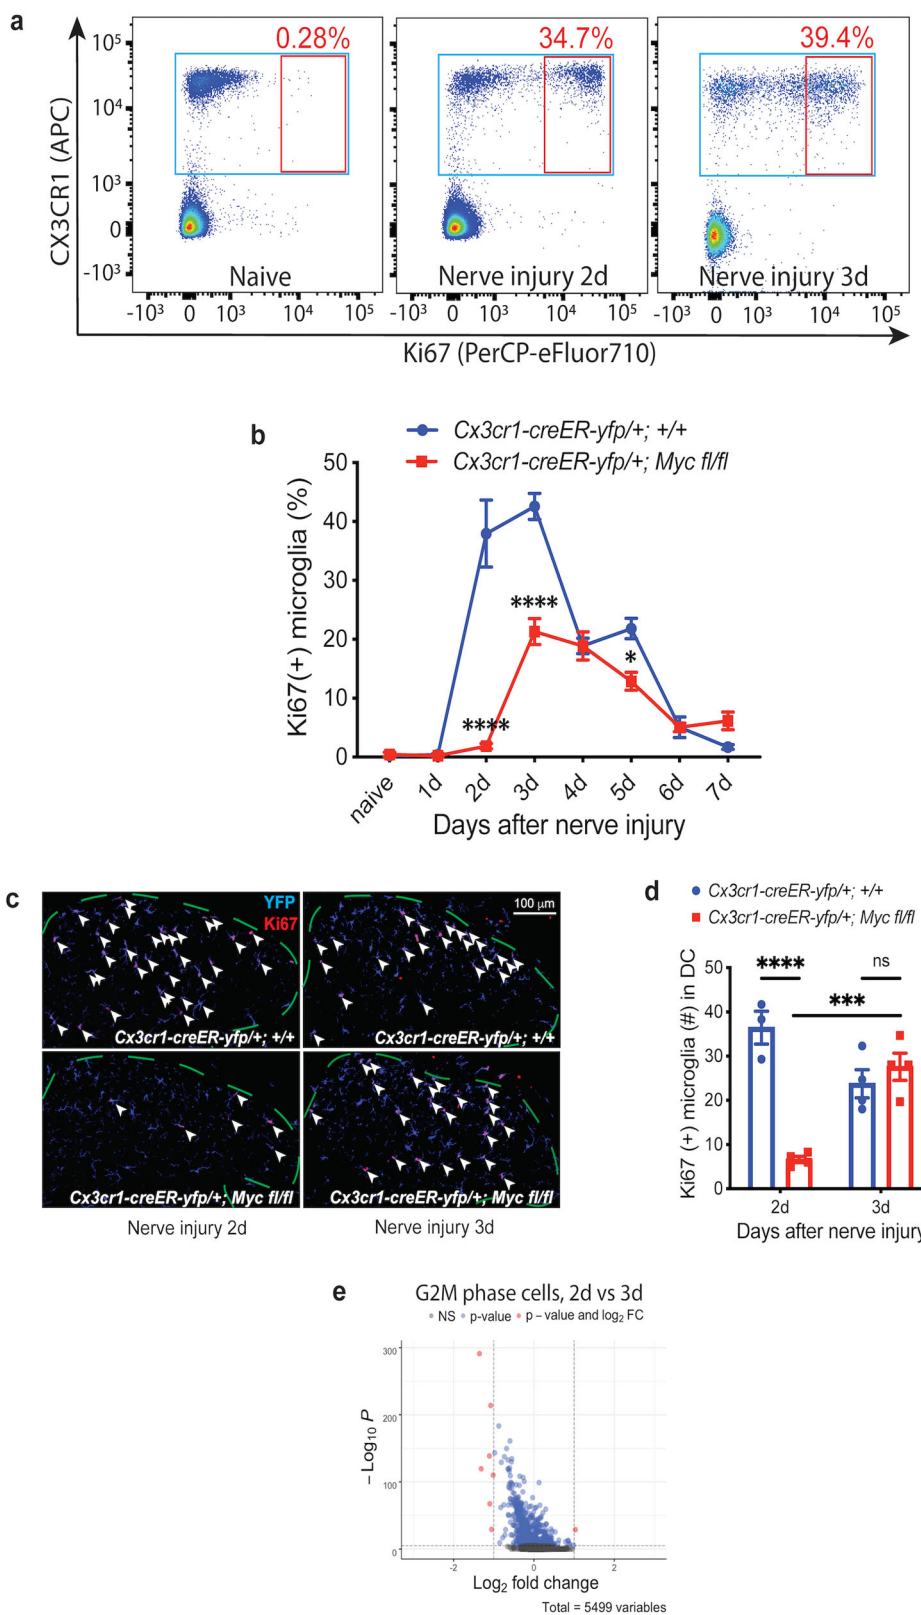 a
0.28%
34.7%
39.4%
10⁵
10⁴
10³
0
-10³
CX3CR1 (APC)
Naive
Nerve injury 2d
Nerve injury 3d
-10³ 0 10³ 10⁴ 10⁵
-10³ 0 10³ 10⁴ 10⁵
-10³ 0 10³ 10⁴ 10⁵
Ki67 (PerCP-eFluor710)
b
Cx3cr1-creER-yfp/+; +/+
Cx3cr1-creER-yfp/+; Myc fl/fl
Ki67(+) microglia (%)
50
40
30
20
10
0
****
****
*
naive 1d 2d 3d 4d 5d 6d 7d
Days after nerve injury
c
YFP
Ki67
100 µm
Cx3cr1-creER-yfp/+; +/+
Cx3cr1-creER-yfp/+; +/+
Cx3cr1-creER-yfp/+; Myc fl/fl
Cx3cr1-creER-yfp/+; Myc fl/fl
Nerve injury 2d
Nerve injury 3d
d
Cx3cr1-creER-yfp/+; +/+
Cx3cr1-creER-yfp/+; Myc fl/fl
Ki67 (+) microglia (#) in DC
50
40
30
20
10
0
****
ns
***
2d 3d
Days after nerve injury
e
G2M phase cells, 2d vs 3d
NS p-value p – value and log₂ FC
– Log₁₀ P
300
200
100
0
-2 0 2
Log₂ fold change
Total = 5499 variables